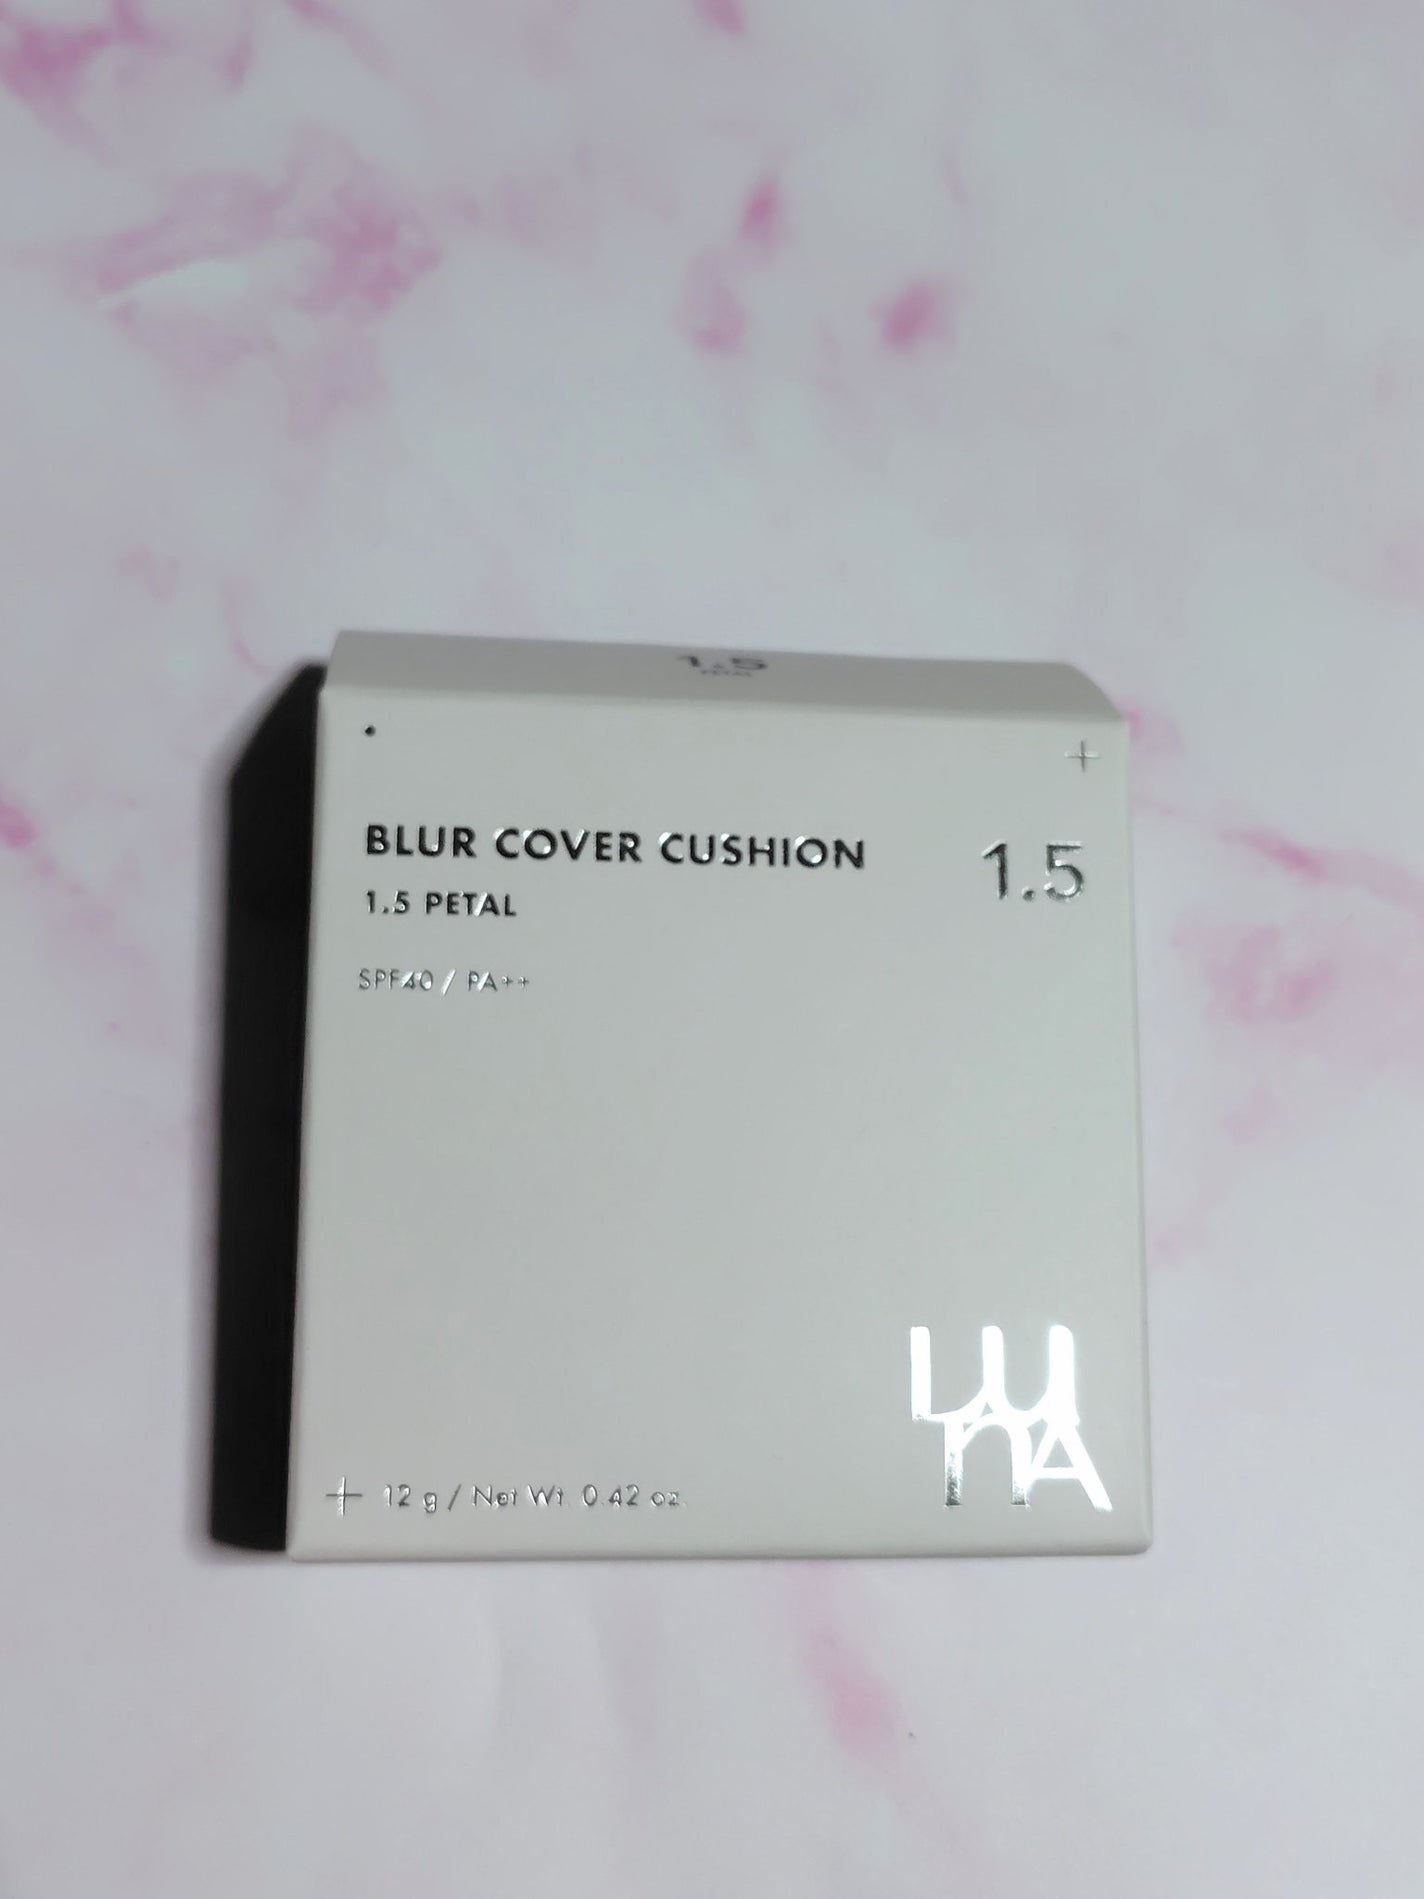 1.5
PETAL
BLUR COVER CUSHION
1.5
1.5 PETAL
SPF40 / PA++
LUnA
12 g / Net Wt. 0.42 oz.